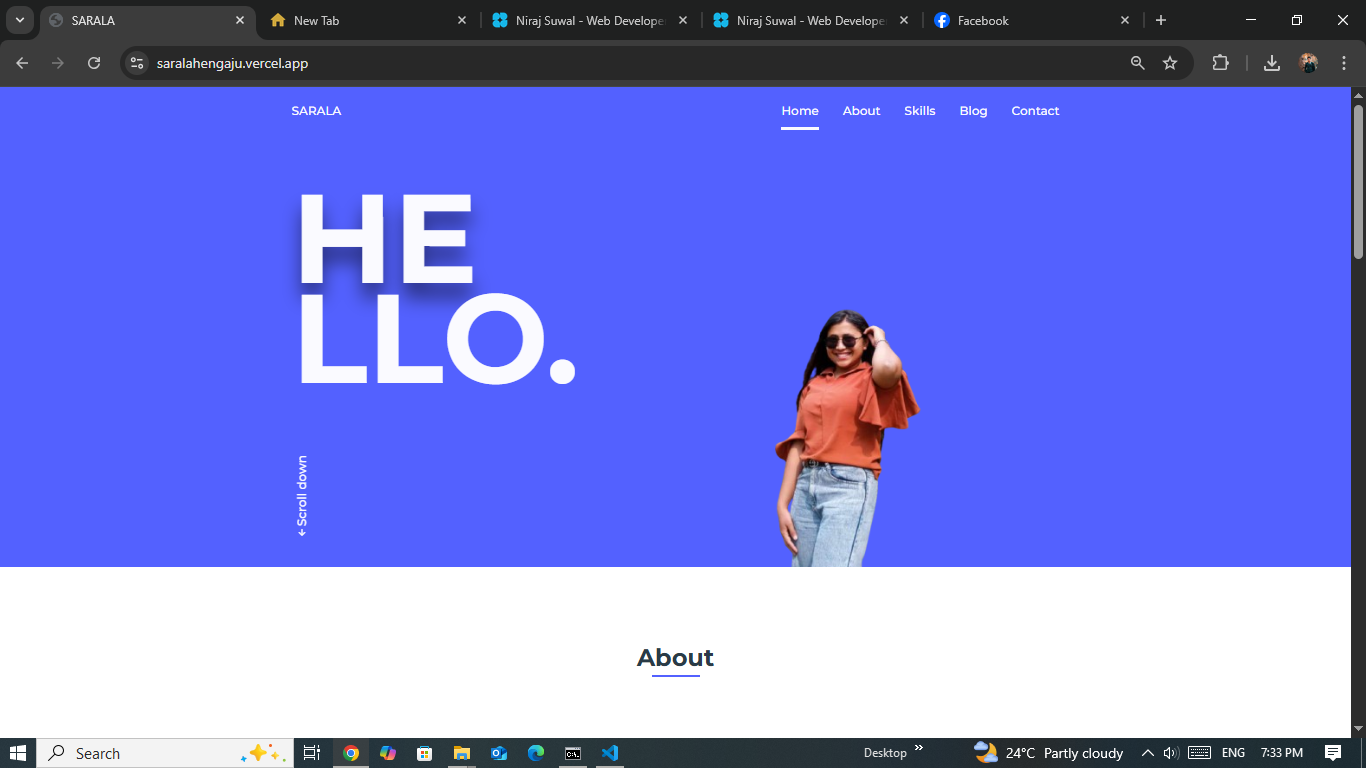 SARALA
New Tab
Niraj Suwal - Web Develope
Niraj Suwal - Web Develope
Facebook
saralahengaju.vercel.app
SARALA
Home About Skills Blog Contact
HE
LLO.
← Scroll down
About
Search
Desktop
24°C Partly cloudy
ENG
7:33 PM